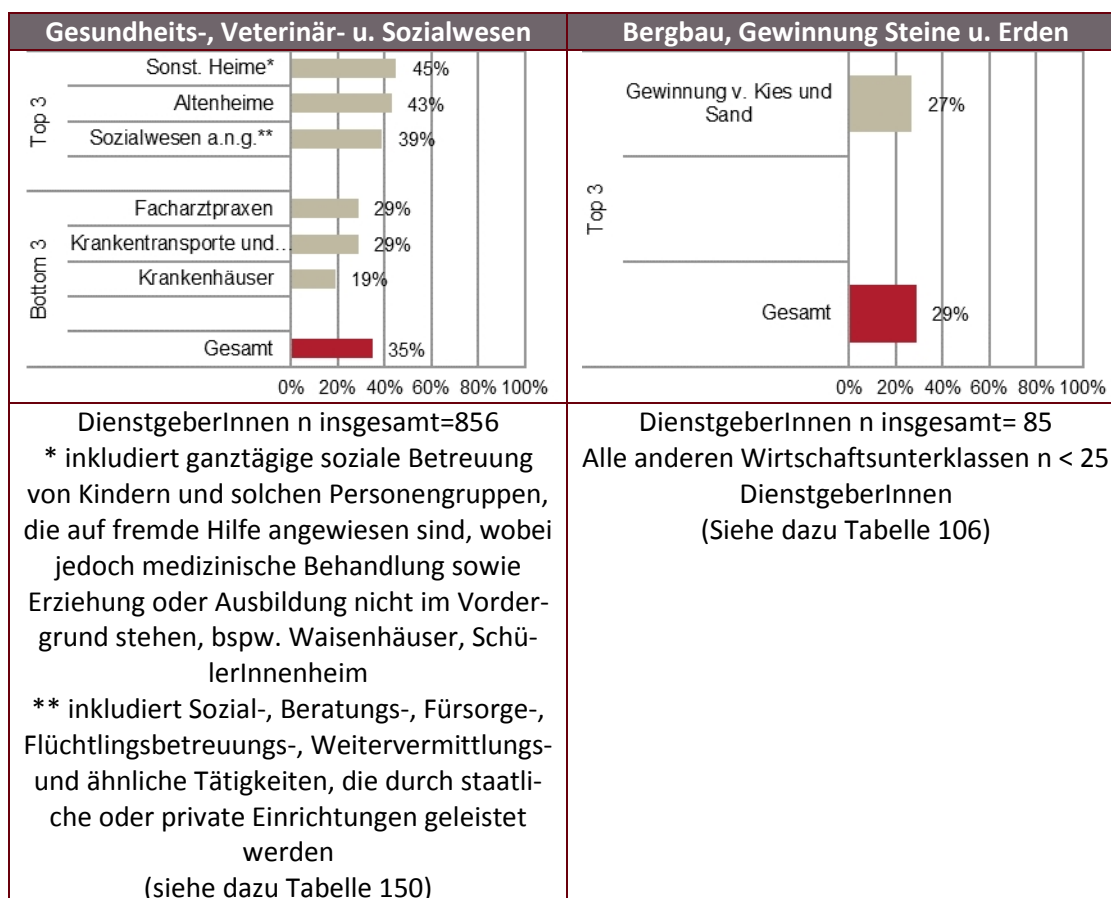 Gesundheits-, Veterinär- u. Sozialwesen
Top 3
Sonst. Heime* 45%
Altenheime 43%
Sozialwesen a.n.g.** 39%
Bottom 3
Facharztpraxen 29%
Krankentransporte und... 29%
Krankenhäuser 19%
Gesamt 35%
0% 20% 40% 60% 80% 100%
DienstgeberInnen n insgesamt=856
* inkludiert ganztägige soziale Betreuung
von Kindern und solchen Personengruppen,
die auf fremde Hilfe angewiesen sind, wobei
jedoch medizinische Behandlung sowie
Erziehung oder Ausbildung nicht im Vorder-
grund stehen, bspw. Waisenhäuser, Schü-
lerInnenheim
** inkludiert Sozial-, Beratungs-, Fürsorge-,
Flüchtlingsbetreuungs-, Weitervermittlungs-
und ähnliche Tätigkeiten, die durch staatli-
che oder private Einrichtungen geleistet
werden
(siehe dazu Tabelle 150)
Bergbau, Gewinnung Steine u. Erden
Top 3
Gewinnung v. Kies und
Sand 27%
Gesamt 29%
0% 20% 40% 60% 80% 100%
DienstgeberInnen n insgesamt= 85
Alle anderen Wirtschaftsunterklassen n < 25
DienstgeberInnen
(Siehe dazu Tabelle 106)